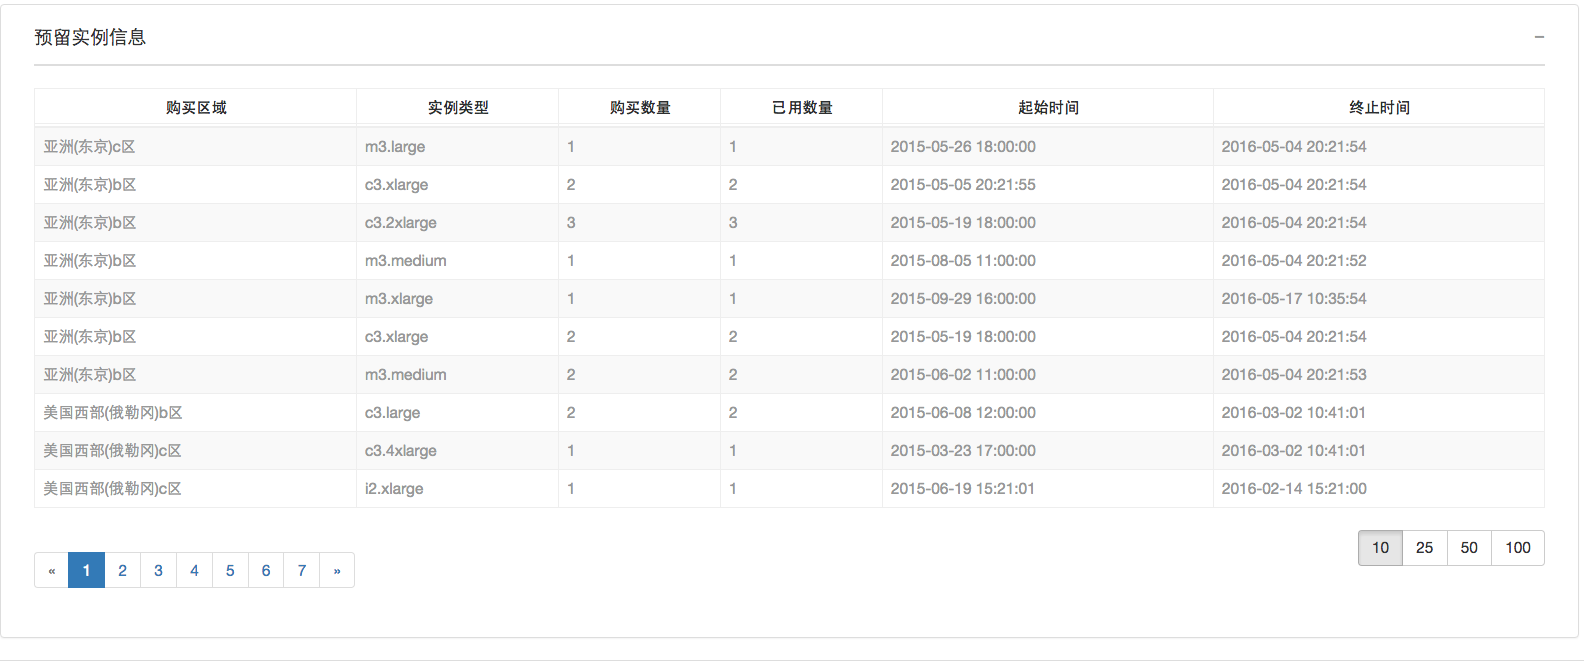 预留实例信息 −
购买区域 实例类型 购买数量 已用数量 起始时间 终止时间
亚洲(东京)c区 m3.large 1 1 2015-05-26 18:00:00 2016-05-04 20:21:54
亚洲(东京)b区 c3.xlarge 2 2 2015-05-05 20:21:55 2016-05-04 20:21:54
亚洲(东京)b区 c3.2xlarge 3 3 2015-05-19 18:00:00 2016-05-04 20:21:54
亚洲(东京)b区 m3.medium 1 1 2015-08-05 11:00:00 2016-05-04 20:21:52
亚洲(东京)b区 m3.xlarge 1 1 2015-09-29 16:00:00 2016-05-17 10:35:54
亚洲(东京)b区 c3.xlarge 2 2 2015-05-19 18:00:00 2016-05-04 20:21:54
亚洲(东京)b区 m3.medium 2 2 2015-06-02 11:00:00 2016-05-04 20:21:53
美国西部(俄勒冈)b区 c3.large 2 2 2015-06-08 12:00:00 2016-03-02 10:41:01
美国西部(俄勒冈)c区 c3.4xlarge 1 1 2015-03-23 17:00:00 2016-03-02 10:41:01
美国西部(俄勒冈)c区 i2.xlarge 1 1 2015-06-19 15:21:01 2016-02-14 15:21:00
10 25 50 100
« 1 2 3 4 5 6 7 »